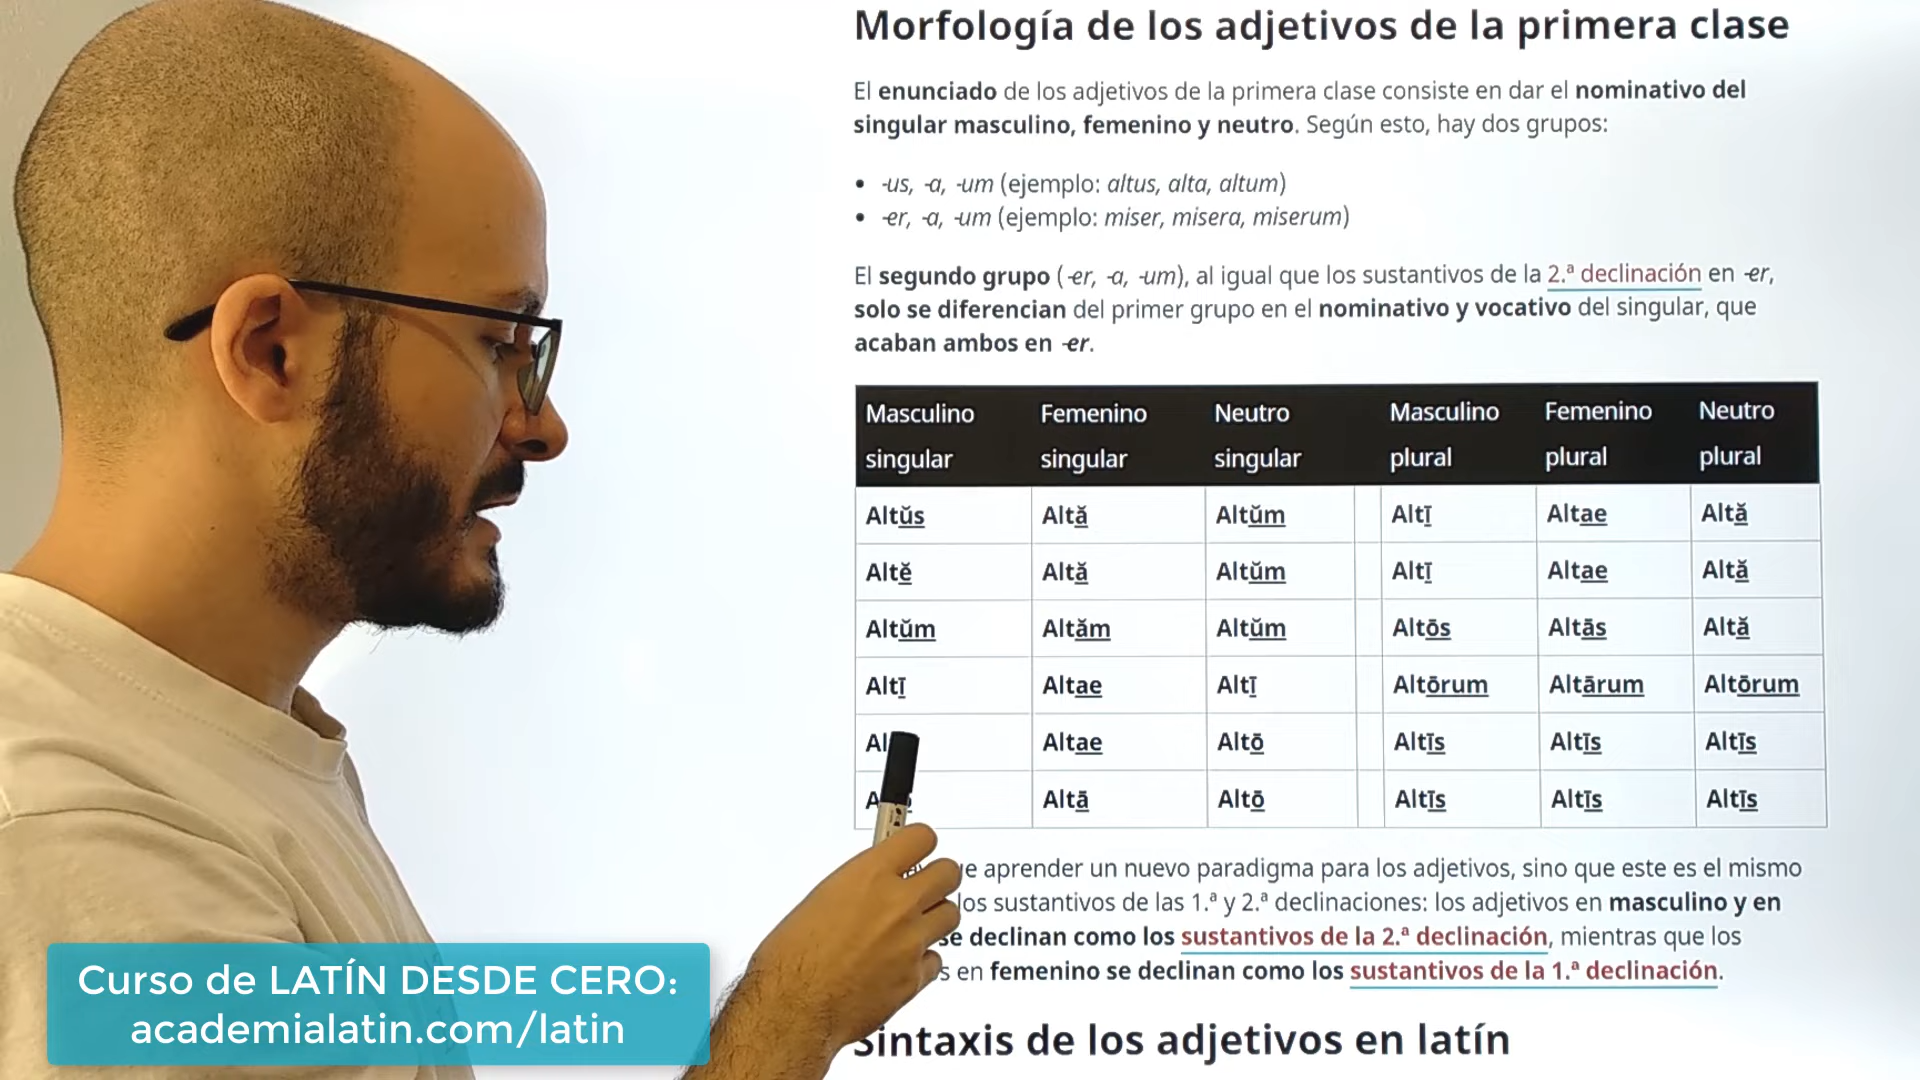 Morfología de los adjetivos de la primera clase
El enunciado de los adjetivos de la primera clase consiste en dar el nominativo del
singular masculino, femenino y neutro. Según esto, hay dos grupos:
• -us, -a, -um (ejemplo: altus, alta, altum)
• -er, -a, -um (ejemplo: miser, misera, miserum)
El segundo grupo (-er, -a, -um), al igual que los sustantivos de la 2.ª declinación en -er,
solo se diferencian del primer grupo en el nominativo y vocativo del singular, que
acaban ambos en -er.
Masculino singular Femenino singular Neutro singular Masculino plural Femenino plural Neutro plural
Altŭs Altă Altŭm Altī Altae Altă
Altĕ Altă Altŭm Altī Altae Altă
Altŭm Altăm Altŭm Altōs Altās Altă
Altī Altae Altī Altōrum Altārum Altōrum
Al Altae Altō Altīs Altīs Altīs
A Altā Altō Altīs Altīs Altīs
e aprender un nuevo paradigma para los adjetivos, sino que este es el mismo
los sustantivos de las 1.ª y 2.ª declinaciones: los adjetivos en masculino y en
se declinan como los sustantivos de la 2.ª declinación, mientras que los
s en femenino se declinan como los sustantivos de la 1.ª declinación.
Sintaxis de los adjetivos en latín
Curso de LATÍN DESDE CERO:
academialatin.com/latin